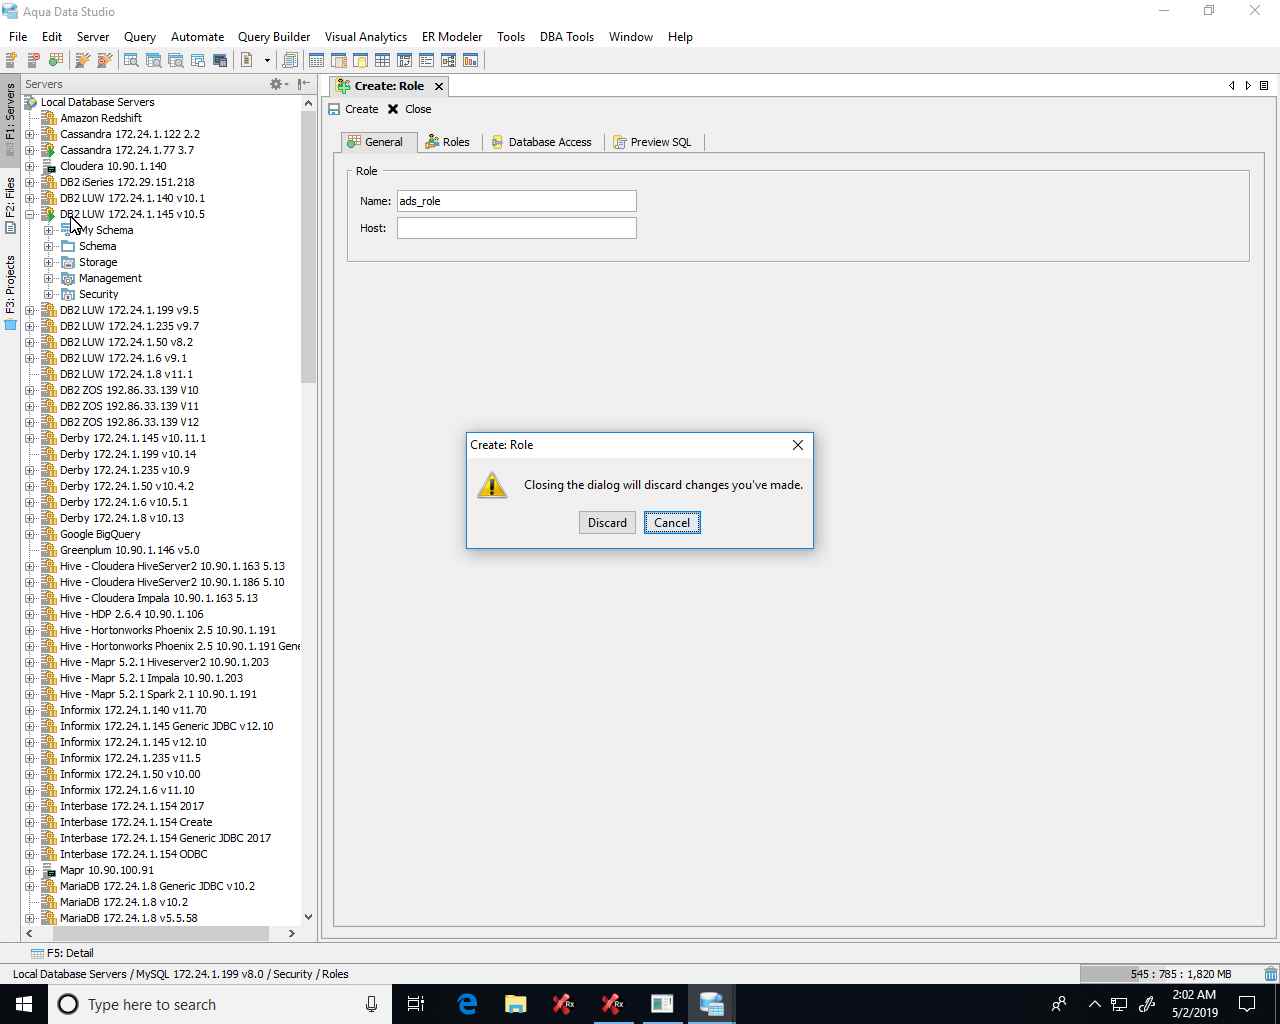 Aqua Data Studio
File Edit Server Query Automate Query Builder Visual Analytics ER Modeler Tools DBA Tools Window Help
F1: Servers
F2: Files
F3: Projects
Servers
Local Database Servers
Amazon Redshift
Cassandra 172.24.1.122 2.2
Cassandra 172.24.1.77 3.7
Cloudera 10.90.1.140
DB2 iSeries 172.29.151.218
DB2 LUW 172.24.1.140 v10.1
DB2 LUW 172.24.1.145 v10.5
My Schema
Schema
Storage
Management
Security
DB2 LUW 172.24.1.199 v9.5
DB2 LUW 172.24.1.235 v9.7
DB2 LUW 172.24.1.50 v8.2
DB2 LUW 172.24.1.6 v9.1
DB2 LUW 172.24.1.8 v11.1
DB2 ZOS 192.86.33.139 V10
DB2 ZOS 192.86.33.139 V11
DB2 ZOS 192.86.33.139 V12
Derby 172.24.1.145 v10.11.1
Derby 172.24.1.199 v10.14
Derby 172.24.1.235 v10.9
Derby 172.24.1.50 v10.4.2
Derby 172.24.1.6 v10.5.1
Derby 172.24.1.8 v10.13
Google BigQuery
Greenplum 10.90.1.146 v5.0
Hive - Cloudera HiveServer2 10.90.1.163 5.13
Hive - Cloudera HiveServer2 10.90.1.186 5.10
Hive - Cloudera Impala 10.90.1.163 5.13
Hive - HDP 2.6.4 10.90.1.106
Hive - Hortonworks Phoenix 2.5 10.90.1.191
Hive - Hortonworks Phoenix 2.5 10.90.1.191 Gene
Hive - Mapr 5.2.1 Hiveserver2 10.90.1.203
Hive - Mapr 5.2.1 Impala 10.90.1.203
Hive - Mapr 5.2.1 Spark 2.1 10.90.1.191
Informix 172.24.1.140 v11.70
Informix 172.24.1.145 Generic JDBC v12.10
Informix 172.24.1.145 v12.10
Informix 172.24.1.235 v11.5
Informix 172.24.1.50 v10.00
Informix 172.24.1.6 v11.10
Interbase 172.24.1.154 2017
Interbase 172.24.1.154 Create
Interbase 172.24.1.154 Generic JDBC 2017
Interbase 172.24.1.154 ODBC
Mapr 10.90.100.91
MariaDB 172.24.1.8 Generic JDBC v10.2
MariaDB 172.24.1.8 v10.2
MariaDB 172.24.1.8 v5.5.58
Create: Role
Create Close
General Roles Database Access Preview SQL
Role
Name: ads_role
Host:
Create: Role
Closing the dialog will discard changes you've made.
Discard Cancel
F5: Detail
Local Database Servers / MySQL 172.24.1.199 v8.0 / Security / Roles
545 : 785 : 1,820 MB
Type here to search
Rx
Rx
2:02 AM
5/2/2019